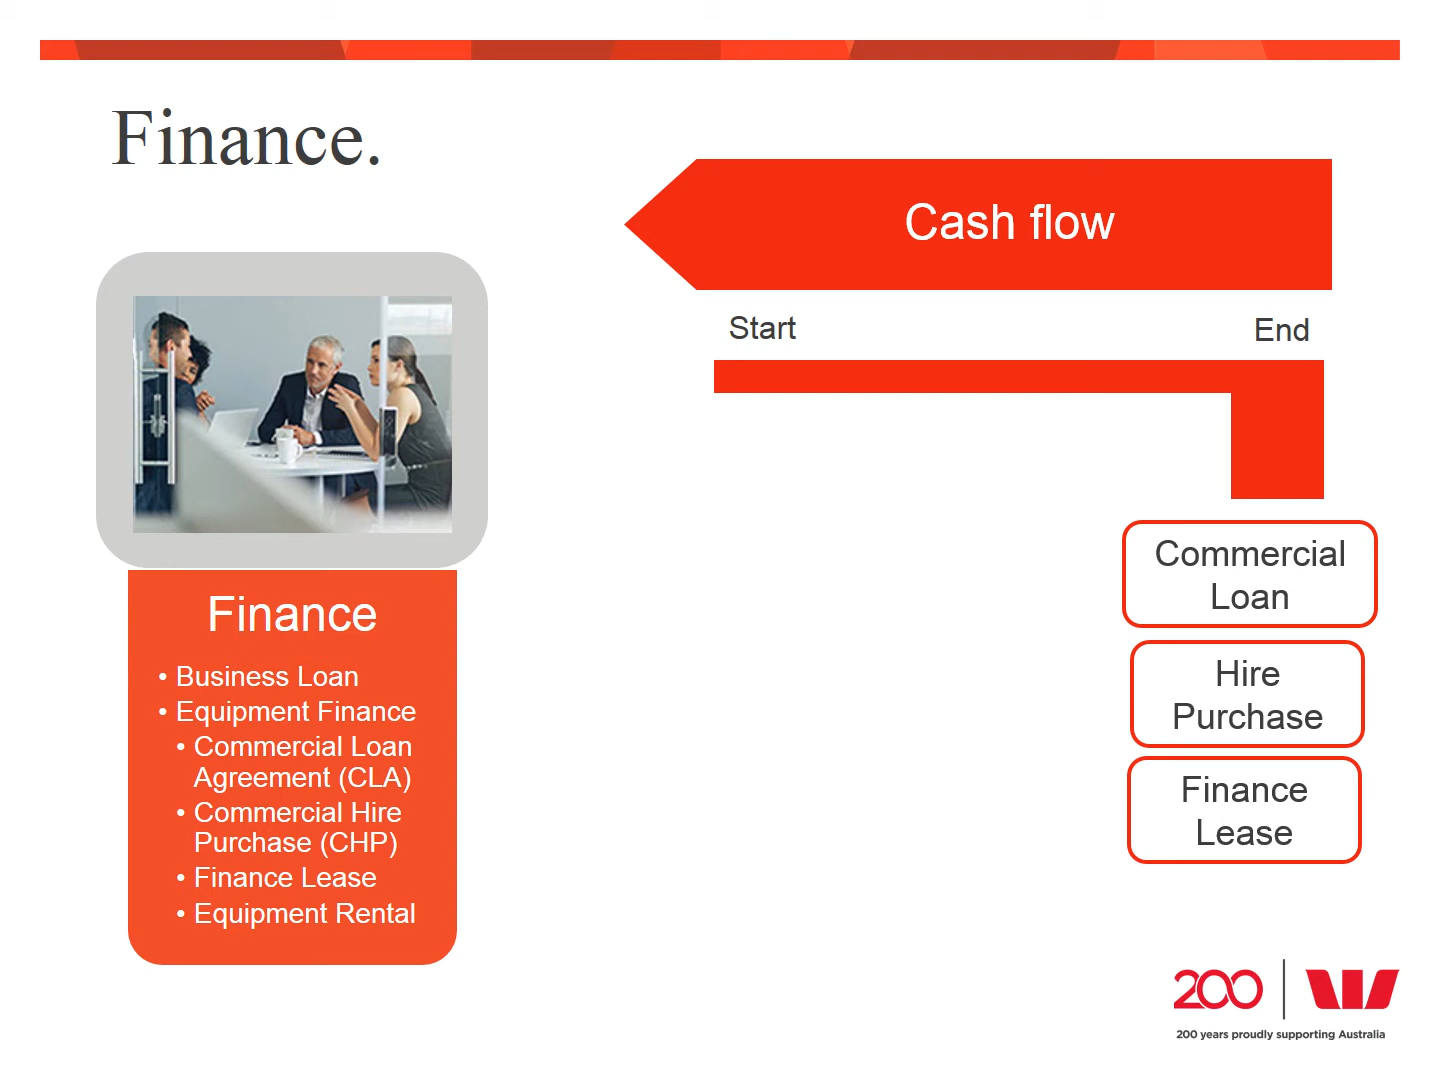 Finance.
Cash flow
Start
End
Finance
• Business Loan
• Equipment Finance
• Commercial Loan
Agreement (CLA)
• Commercial Hire
Purchase (CHP)
• Finance Lease
• Equipment Rental
Commercial
Loan
Hire
Purchase
Finance
Lease
200
200 years proudly supporting Australia